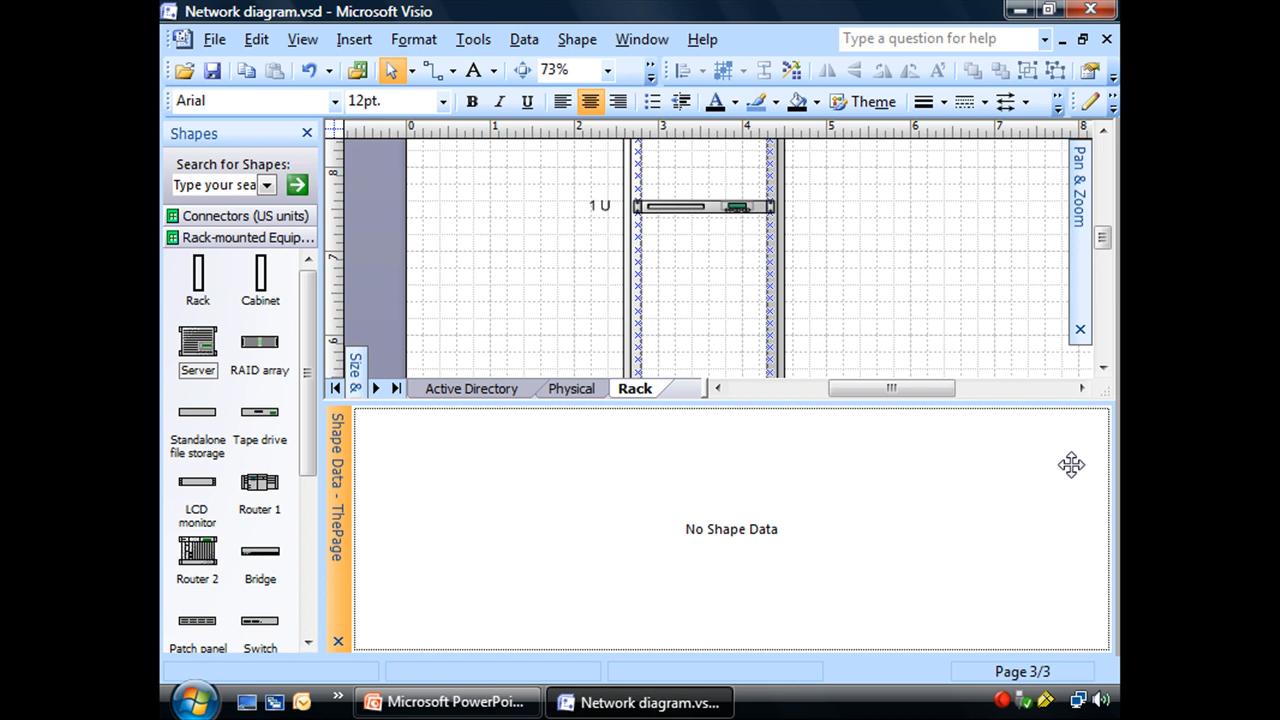 Network diagram.vsd - Microsoft Visio
File Edit View Insert Format Tools Data Shape Window Help
Type a question for help
73%
Arial 12pt. B I U A Theme
Shapes
Search for Shapes:
Type your sea
Connectors (US units)
Rack-mounted Equip...
Rack Cabinet
Server RAID array
Standalone file storage Tape drive
LCD monitor Router 1
Router 2 Bridge
Patch panel Switch
0 1 2 3 4 5 6 7 8
8
7
1 U
Pan & Zoom
Size &
Active Directory Physical Rack
Shape Data - ThePage
No Shape Data
Page 3/3
Microsoft PowerPoi... Network diagram.vs...